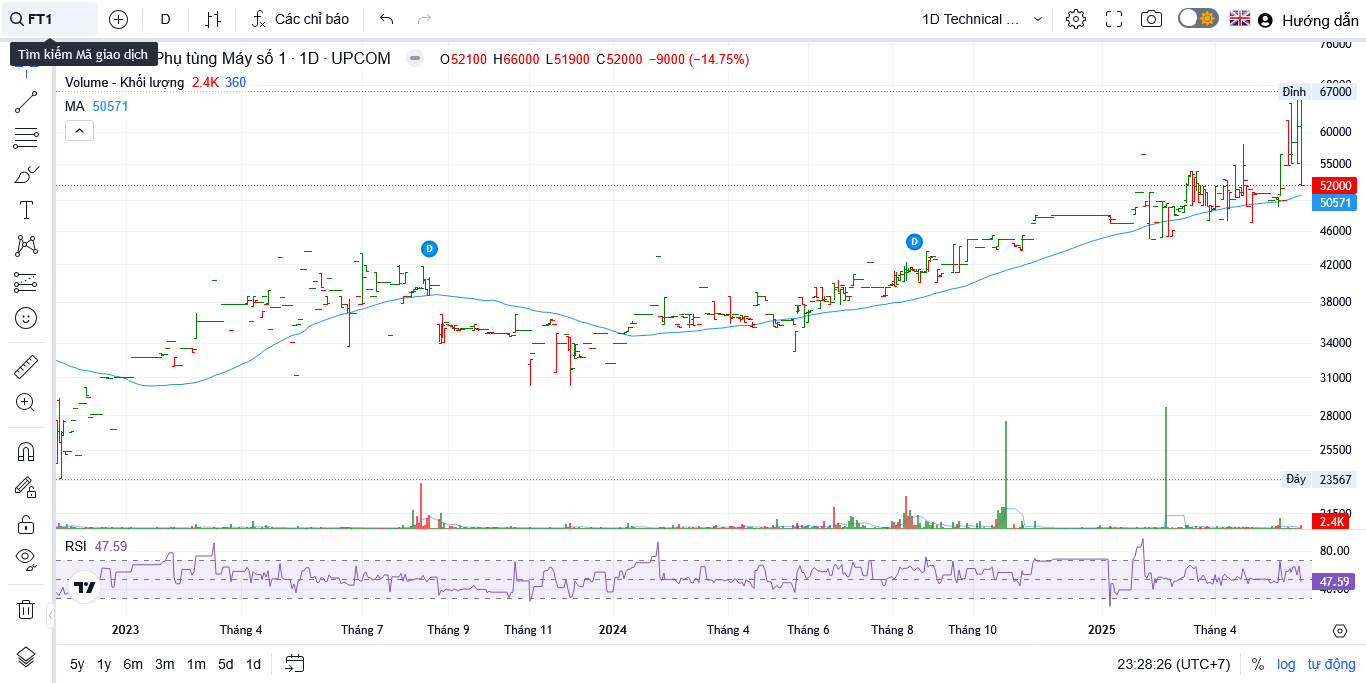 FT1 D Các chỉ báo 1D Technical ... Hướng dẫn
Tìm kiếm Mã giao dịch
Phụ tùng Máy số 1 · 1D · UPCOM O52100 H66000 L51900 C52000 −9000 (−14.75%)
Volume - Khối lượng 2.4K 360
MA 50571
76000
Đỉnh 67000
60000
55000
52000
50571
46000
D D
42000
38000
34000
31000
28000
25500
Đáy 23567
2.4K
RSI 47.59
80.00
47.59
2023 Tháng 4 Tháng 7 Tháng 9 Tháng 11 2024 Tháng 4 Tháng 6 Tháng 8 Tháng 10 2025 Tháng 4
5y 1y 6m 3m 1m 5d 1d 23:28:26 (UTC+7) % log tự động